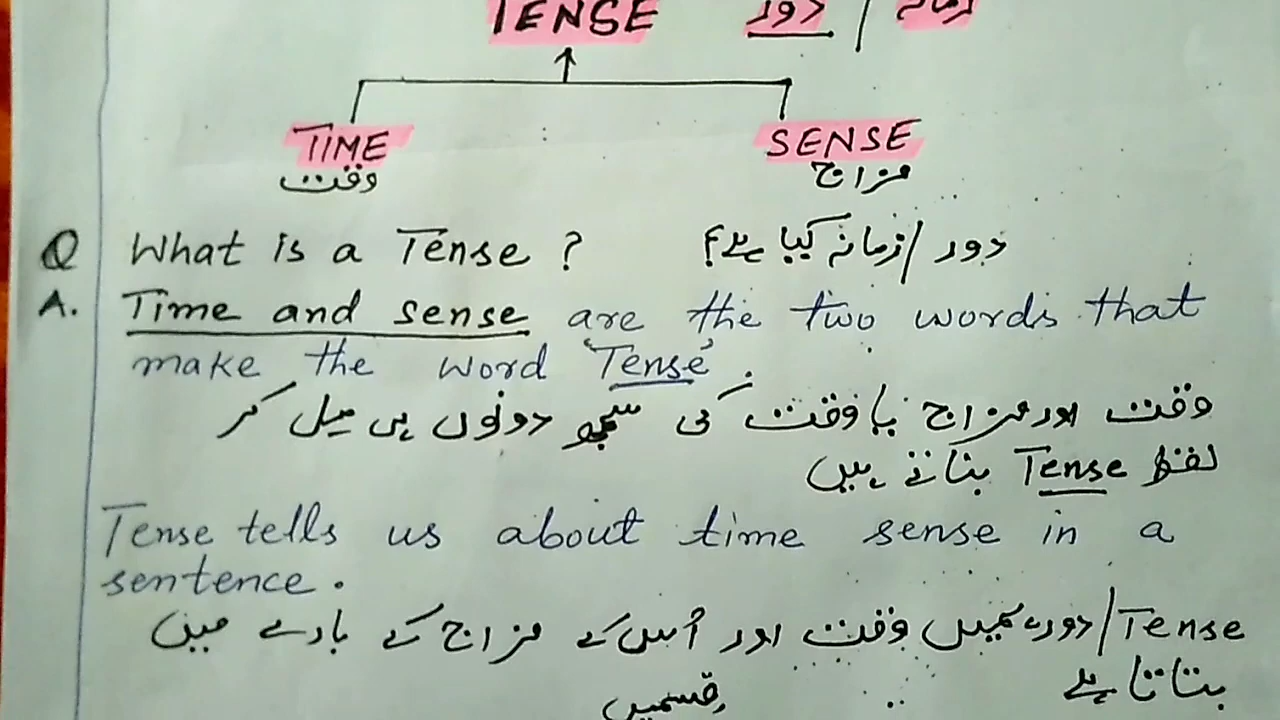 TENSE دور / زمانہ
TIME SENSE
وقت مزاج
Q What is a Tense ? دور / زمانہ کیا ہے؟
A. Time and sense are the two words that
make the word 'Tense'.
وقت اور مزاج یا وقت کی سمجھ دونوں ہی میل کر
لفظ Tense بناتے ہیں
Tense tells us about time sense in a
sentence.
Tense/دور ہمیں وقت اور اُس کے مزاج کے بارے میں
بتاتا ہے
قسمیں